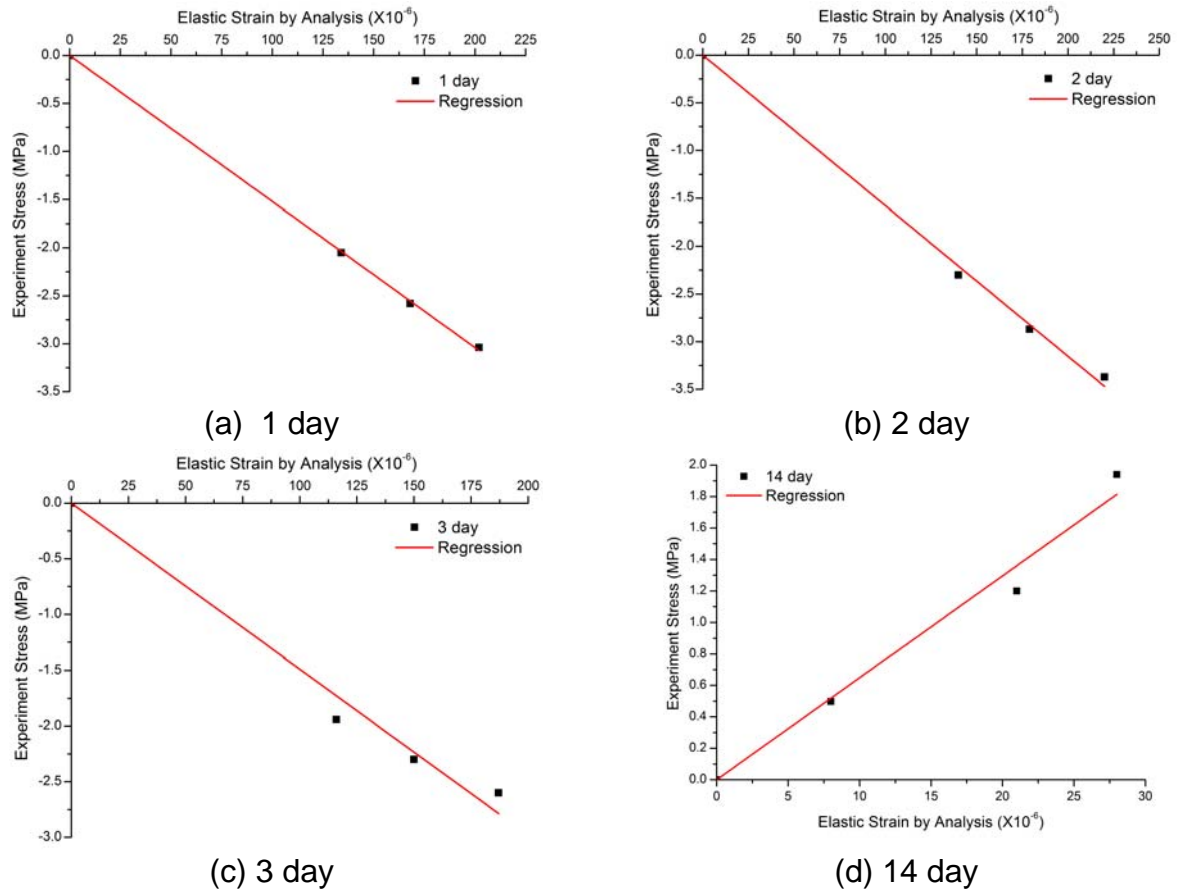 Elastic Strain by Analysis (X10⁻⁶)
0 25 50 75 100 125 150 175 200 225
0.0
-0.5
-1.0
-1.5
-2.0
-2.5
-3.0
-3.5
Experiment Stress (MPa)
1 day
Regression
(a) 1 day
Elastic Strain by Analysis (X10⁻⁶)
0 25 50 75 100 125 150 175 200 225 250
0.0
-0.5
-1.0
-1.5
-2.0
-2.5
-3.0
-3.5
Experiment Stress (MPa)
2 day
Regression
(b) 2 day
Elastic Strain by Analysis (X10⁻⁶)
0 25 50 75 100 125 150 175 200
0.0
-0.5
-1.0
-1.5
-2.0
-2.5
-3.0
Experiment Stress (MPa)
3 day
Regression
(c) 3 day
2.0
1.8
1.6
1.4
1.2
1.0
0.8
0.6
0.4
0.2
0.0
Experiment Stress (MPa)
14 day
Regression
0 5 10 15 20 25 30
Elastic Strain by Analysis (X10⁻⁶)
(d) 14 day